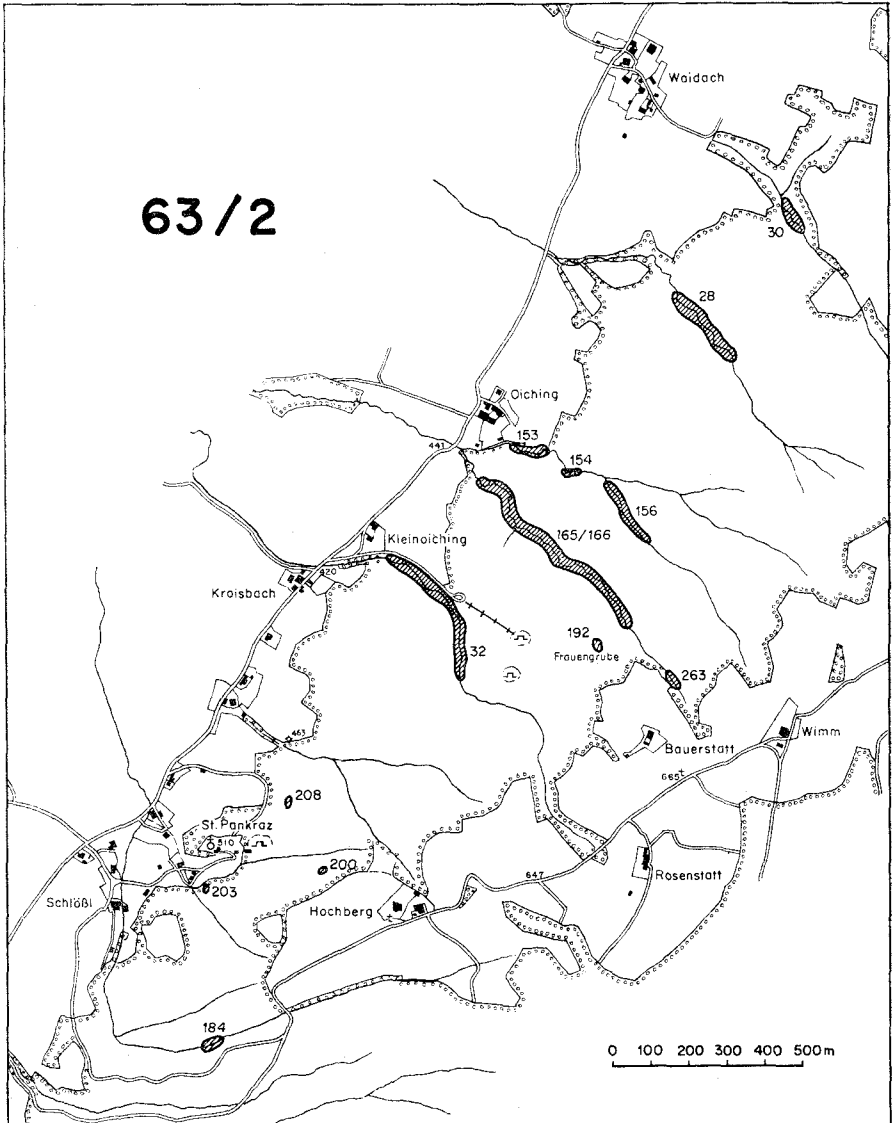 Waidach
63/2
30
28
Oiching
441
153
154
156
Kleinoiching
165/166
420
Kroisbach
192
Frauengrube
32
263
463
Wimm
Bauerstatt
665
208
St. Pankraz
510
200
647
Rosenstatt
203
Schlößl
Hochberg
184
0 100 200 300 400 500m